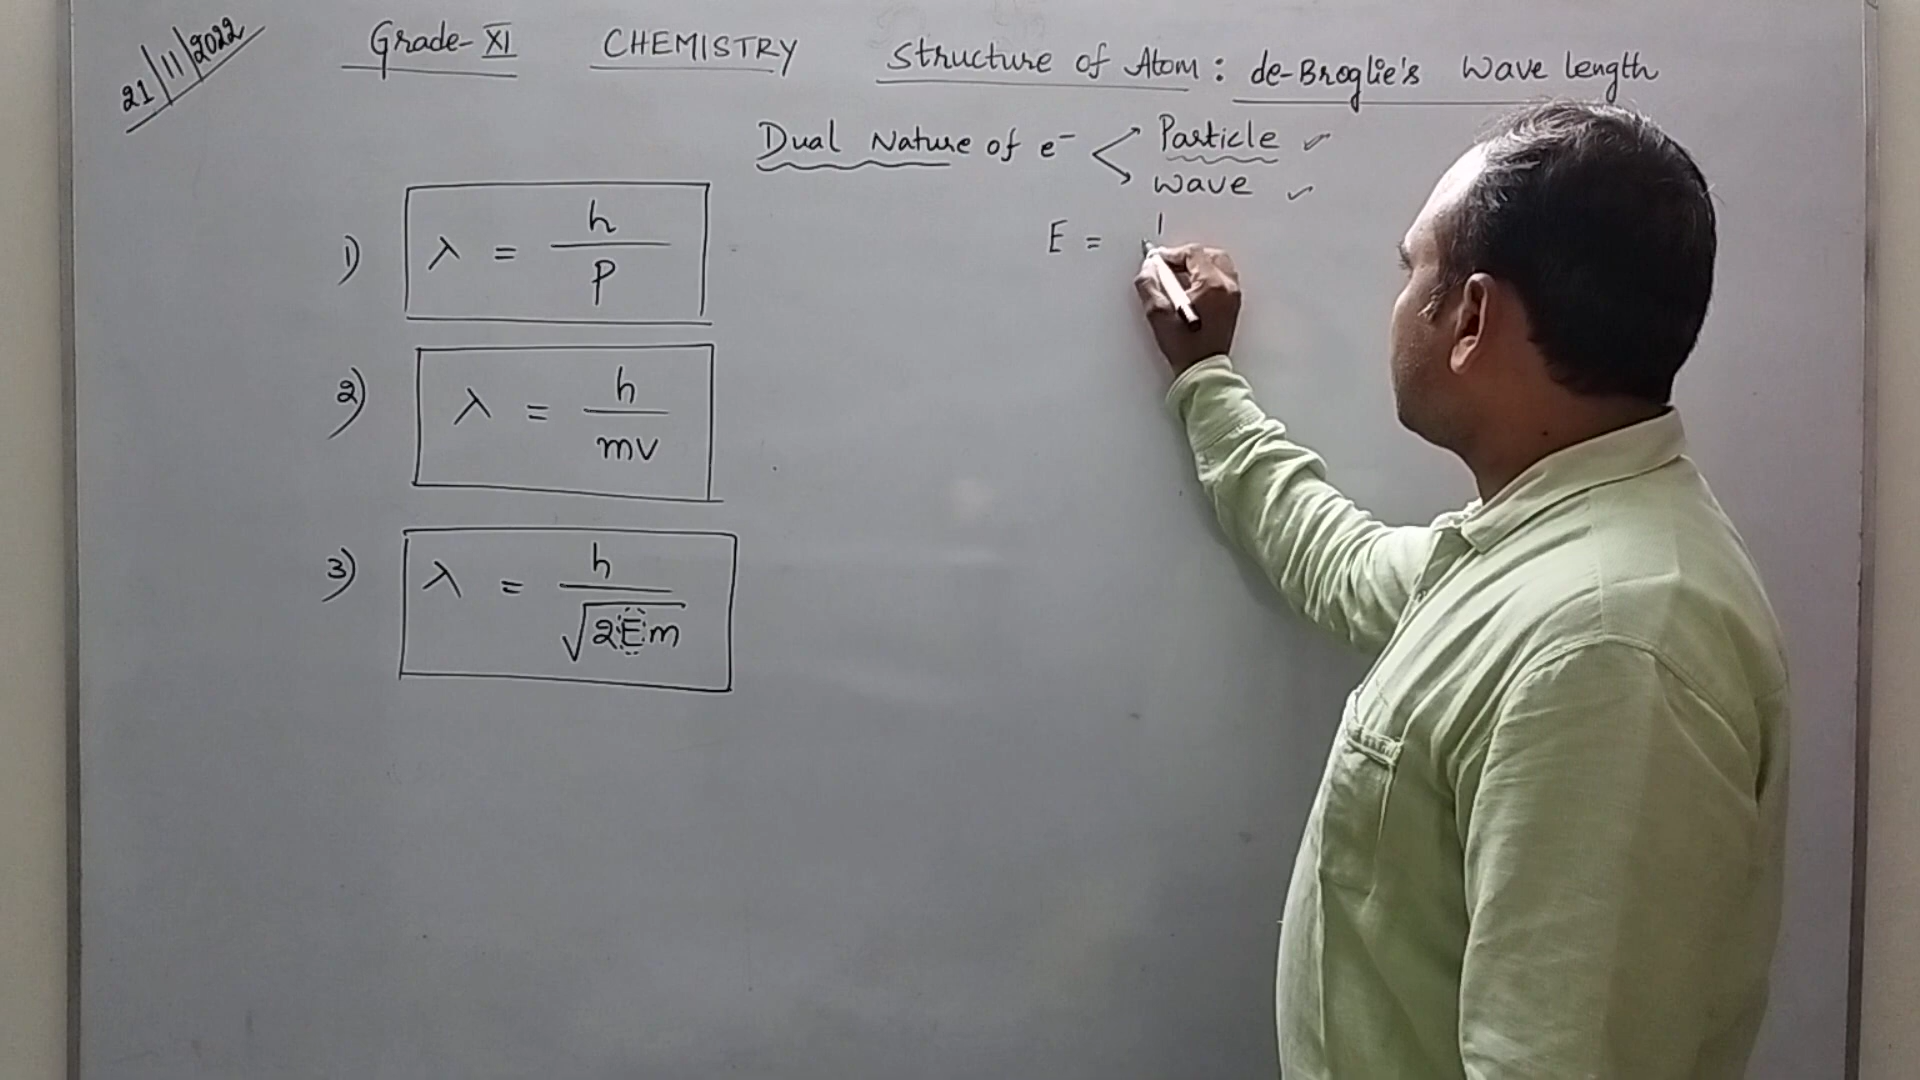 21/11/2022
Grade-XI CHEMISTRY Structure of Atom: de-Broglie's Wave length
Dual Nature of e⁻ < Particle ✓
Wave ✓
E = 1
1) λ = h/P
2) λ = h/mv
3) λ = h/√2Em